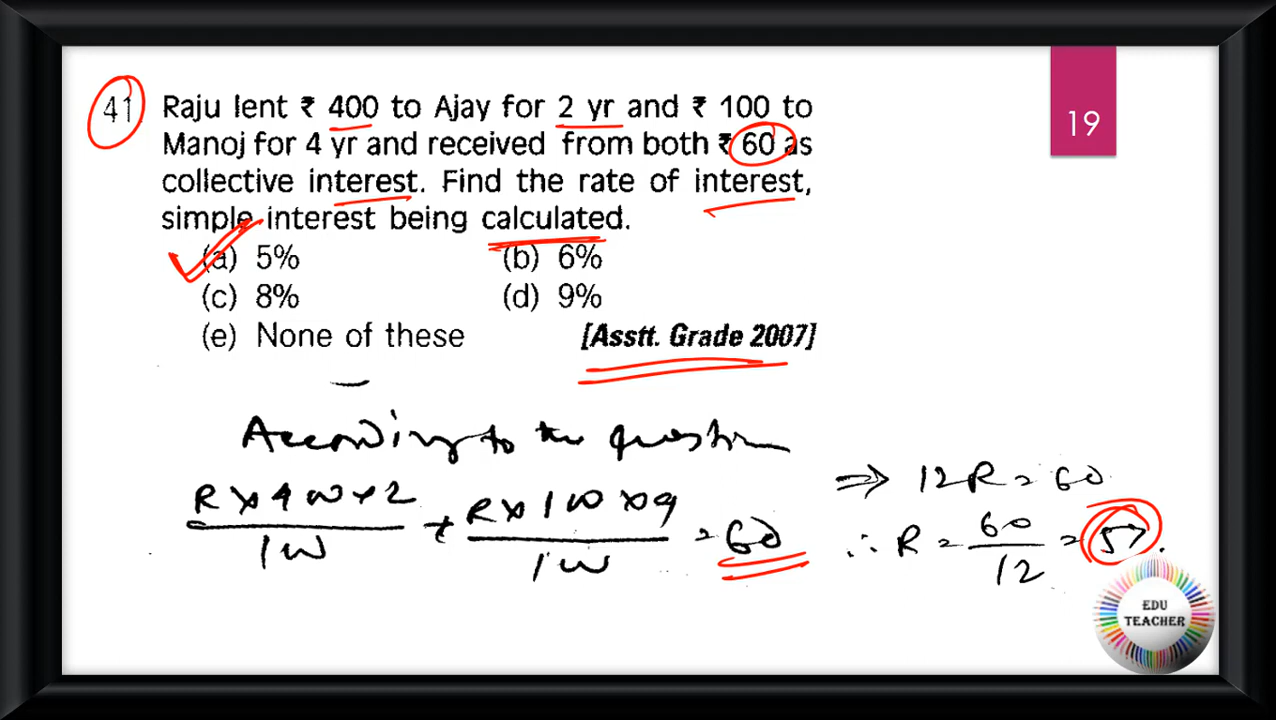 41 Raju lent ₹ 400 to Ajay for 2 yr and ₹ 100 to
Manoj for 4 yr and received from both ₹ 60 as
collective interest. Find the rate of interest,
simple interest being calculated.
(a) 5% (b) 6%
(c) 8% (d) 9%
(e) None of these [Asstt. Grade 2007]
19
According to the question
R×400×2/100 + R×100×4/100 = 60
⇒ 12R = 60
∴ R = 60/12 = 5%.
EDU
TEACHER